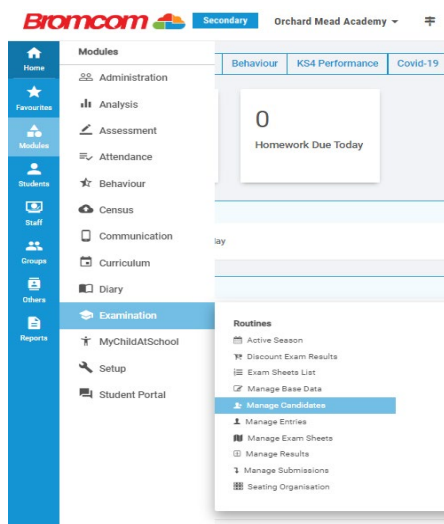 Bromcom
Secondary
Orchard Mead Academy
Home
Favourites
Modules
Students
Staff
Groups
Others
Reports
Modules
Administration
Analysis
Assessment
Attendance
Behaviour
Census
Communication
Curriculum
Diary
Examination
MyChildAtSchool
Setup
Student Portal
Behaviour
KS4 Performance
Covid-19
0
Homework Due Today
lay
Routines
Active Season
Discount Exam Results
Exam Sheets List
Manage Base Data
Manage Candidates
Manage Entries
Manage Exam Sheets
Manage Results
Manage Submissions
Seating Organisation